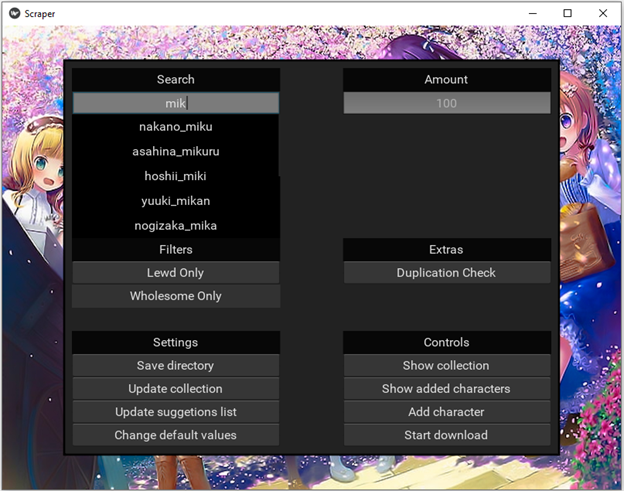 Scraper
Search
mik
nakano_miku
asahina_mikuru
hoshii_miki
yuuki_mikan
nogizaka_mika
Amount
100
Filters
Lewd Only
Wholesome Only
Extras
Duplication Check
Settings
Save directory
Update collection
Update suggetions list
Change default values
Controls
Show collection
Show added characters
Add character
Start download